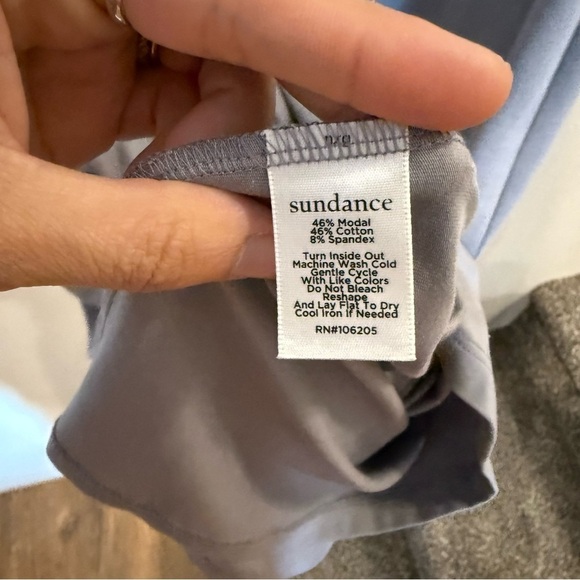 sundance
46% Modal
46% Cotton
8% Spandex
Turn Inside Out
Machine Wash Cold
Gentle Cycle
With Like Colors
Do Not Bleach
Reshape
And Lay Flat To Dry
Cool Iron If Needed
RN#106205